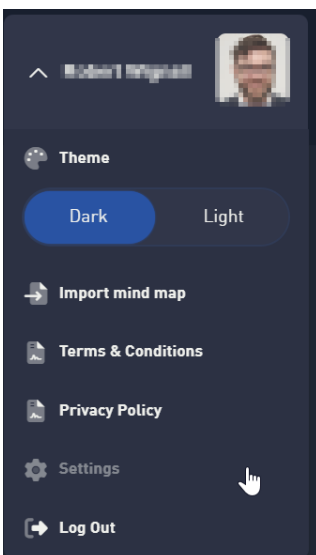 Theme
Dark
Light
Import mind map
Terms & Conditions
Privacy Policy
Settings
Log Out